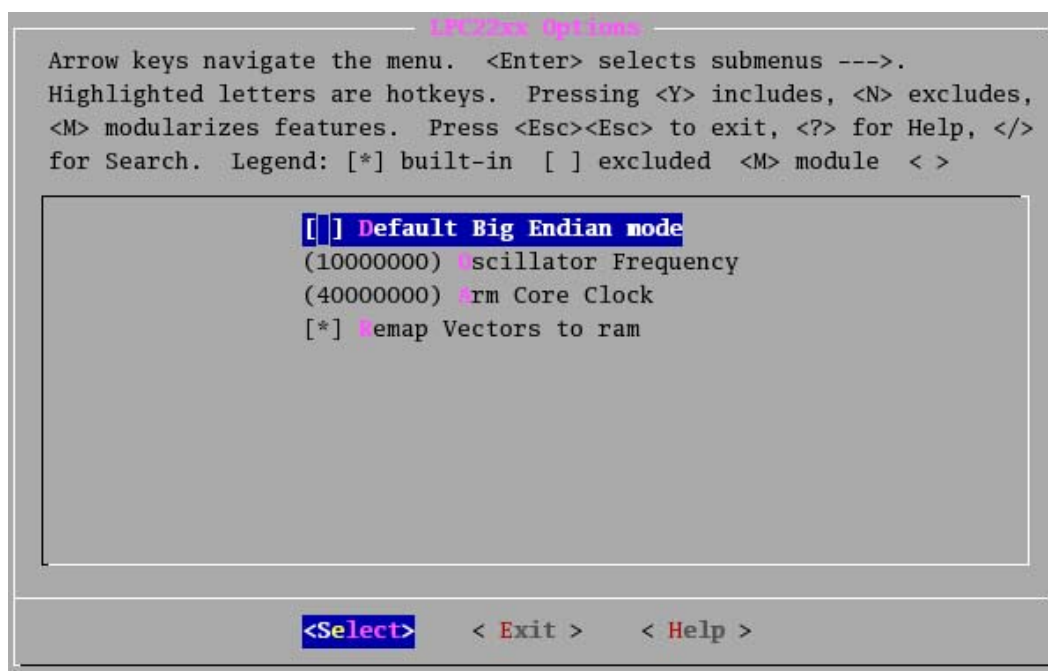 LPC22xx Options
Arrow keys navigate the menu.  <Enter> selects submenus --->.
Highlighted letters are hotkeys.  Pressing <Y> includes, <N> excludes,
<M> modularizes features.  Press <Esc><Esc> to exit, <?> for Help, </>
for Search.  Legend: [*] built-in  [ ] excluded  <M> module  < >
[ ] Default Big Endian mode
(10000000) Oscillator Frequency
(40000000) Arm Core Clock
[*] Remap Vectors to ram
<Select>    < Exit >    < Help >